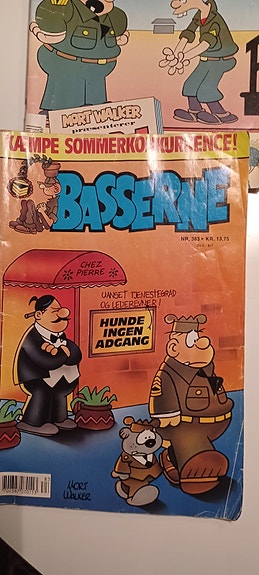 MORT WALKER
præsenterer
KÆMPE SOMMERKONKURRENCE!
BASSERNE
NR. 383 • KR. 13,75
CHEZ
PIERRE
UANSET TJENESTEGRAD
OG LEDEREVNER!
HUNDE
INGEN
ADGANG
MORT
WALKER